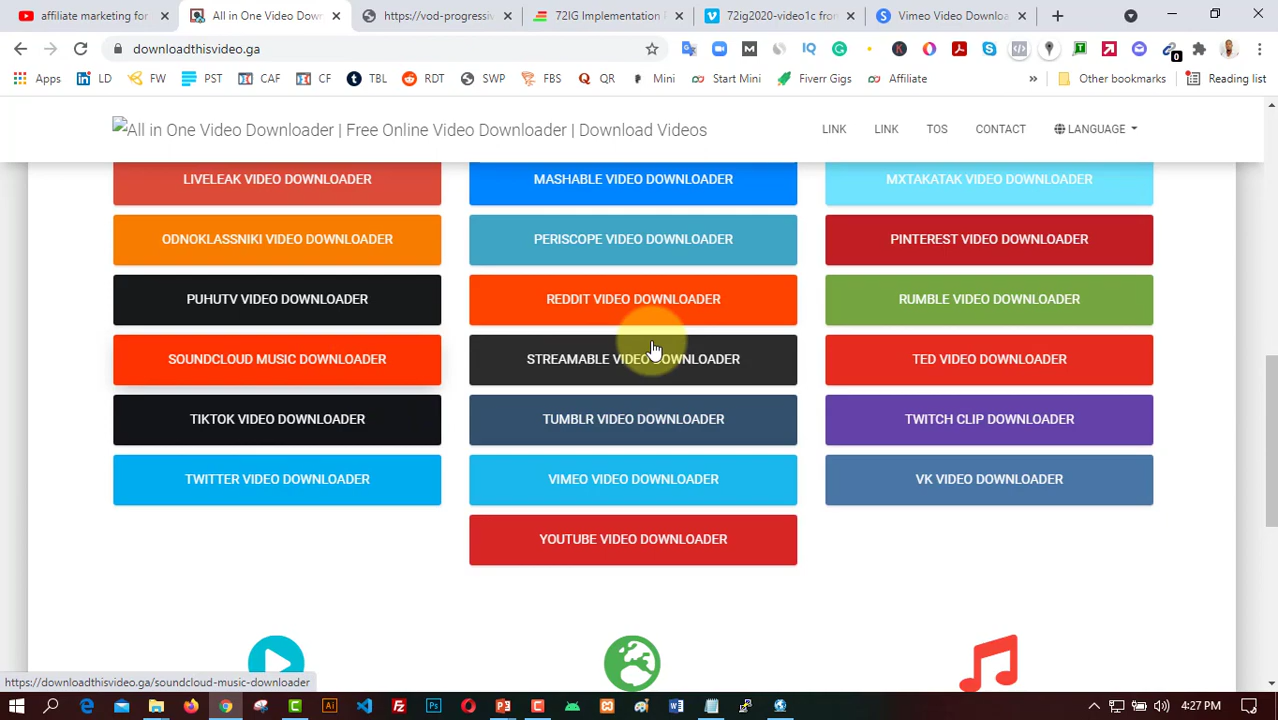 affiliate marketing for
All in One Video Dow
https://vod-progressiv
72IG Implementation
72ig2020-video1c fro
Vimeo Video Downloa
downloadthisvideo.ga
0
Apps
LD
FW
PST
CAF
CF
TBL
RDT
SWP
FBS
QR
Mini
Start Mini
Fiverr Gigs
Affiliate
»
Other bookmarks
Reading list
All in One Video Downloader | Free Online Video Downloader | Download Videos
LINK
LINK
TOS
CONTACT
LANGUAGE
LIVELEAK VIDEO DOWNLOADER
MASHABLE VIDEO DOWNLOADER
MXTAKATAK VIDEO DOWNLOADER
ODNOKLASSNIKI VIDEO DOWNLOADER
PERISCOPE VIDEO DOWNLOADER
PINTEREST VIDEO DOWNLOADER
PUHUTV VIDEO DOWNLOADER
REDDIT VIDEO DOWNLOADER
RUMBLE VIDEO DOWNLOADER
SOUNDCLOUD MUSIC DOWNLOADER
STREAMABLE VIDEO DOWNLOADER
TED VIDEO DOWNLOADER
TIKTOK VIDEO DOWNLOADER
TUMBLR VIDEO DOWNLOADER
TWITCH CLIP DOWNLOADER
TWITTER VIDEO DOWNLOADER
VIMEO VIDEO DOWNLOADER
VK VIDEO DOWNLOADER
YOUTUBE VIDEO DOWNLOADER
https://downloadthisvideo.ga/soundcloud-music-downloader
4:27 PM